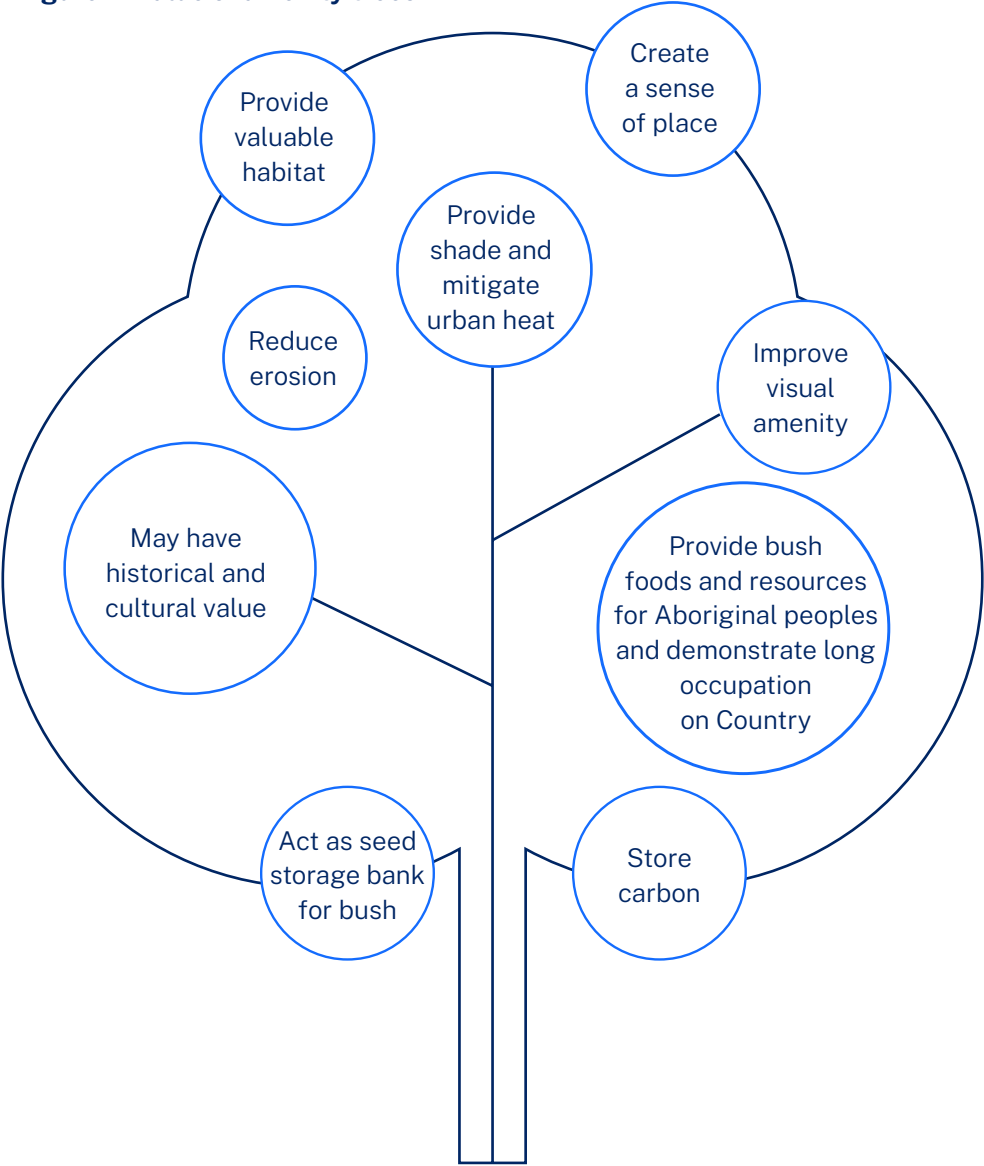 Create
a sense
of place
Provide
valuable
habitat
Provide
shade and
mitigate
urban heat
Reduce
erosion
Improve
visual
amenity
May have
historical and
cultural value
Provide bush
foods and resources
for Aboriginal peoples
and demonstrate long
occupation
on Country
Act as seed
storage bank
for bush
Store
carbon